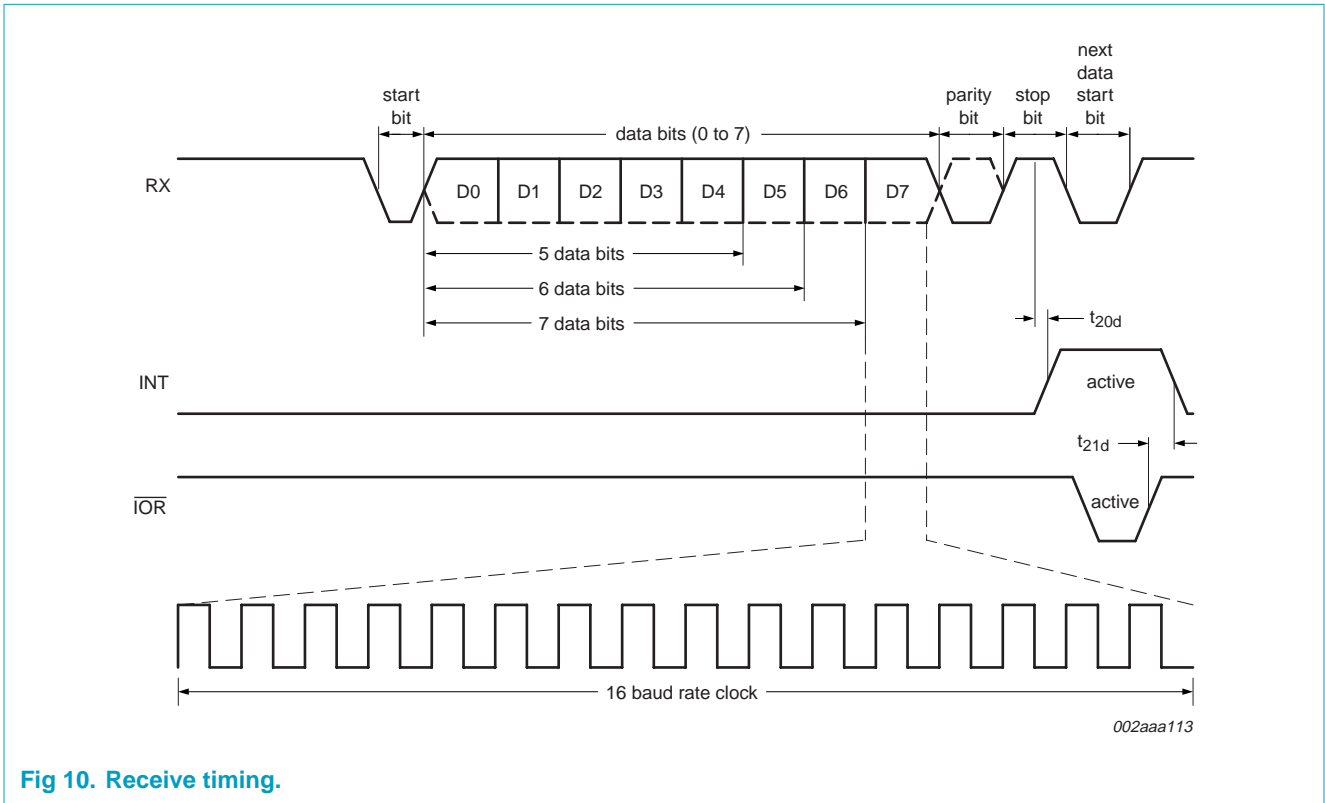 next
data
start
bit
start
bit
parity
bit
stop
bit
data bits (0 to 7)
RX
D0 D1 D2 D3 D4 D5 D6 D7
5 data bits
6 data bits
7 data bits
t20d
INT
active
t21d
IOR
active
16 baud rate clock
002aaa113
Fig 10. Receive timing.